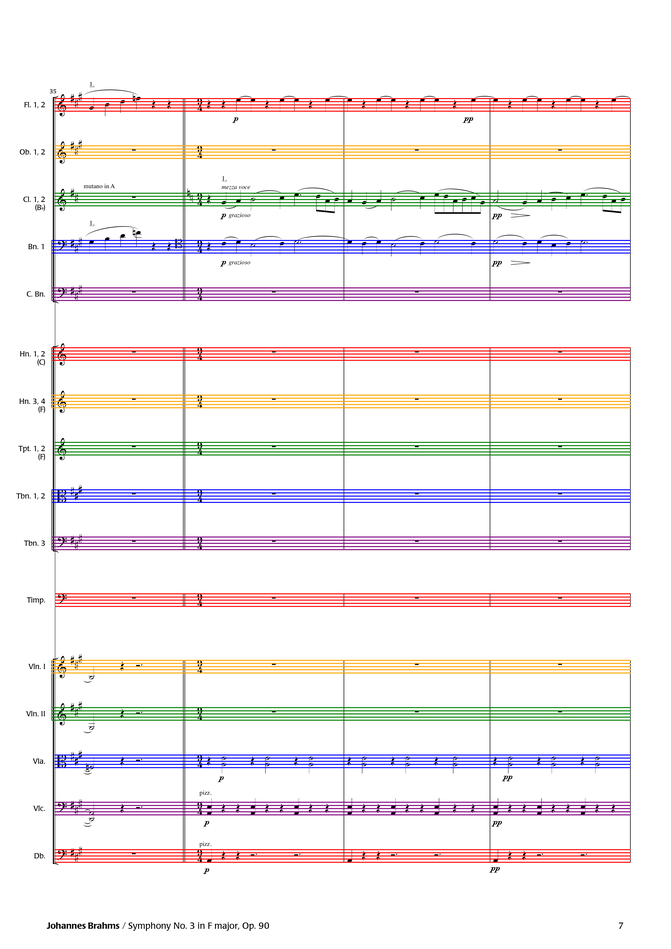 35
1.
Fl. 1, 2
p
pp
Ob. 1, 2
mutano in A
1.
mezza voce
Cl. 1, 2
(B♭)
p grazioso
pp
1.
Bn. 1
p grazioso
pp
C. Bn.
Hn. 1, 2
(C)
Hn. 3, 4
(F)
Tpt. 1, 2
(F)
Tbn. 1, 2
Tbn. 3
Timp.
Vln. I
Vln. II
Vla.
p
pp
pizz.
Vlc.
p
pp
pizz.
Db.
p
pp
Johannes Brahms / Symphony No. 3 in F major, Op. 90
7